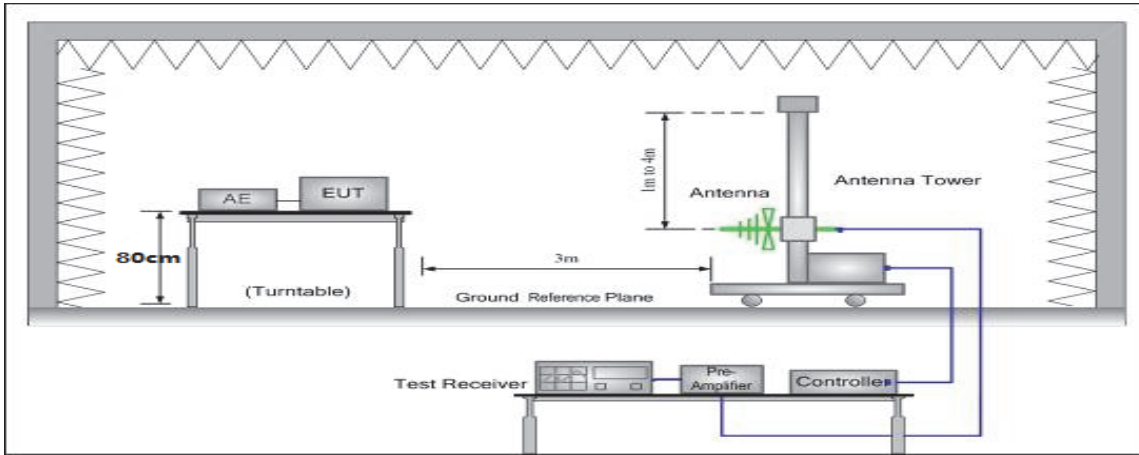 1m to 4m
Antenna
Antenna Tower
AE
EUT
80cm
3m
(Turntable)
Ground Reference Plane
Test Receiver
Pre-
Amplifier
Controller